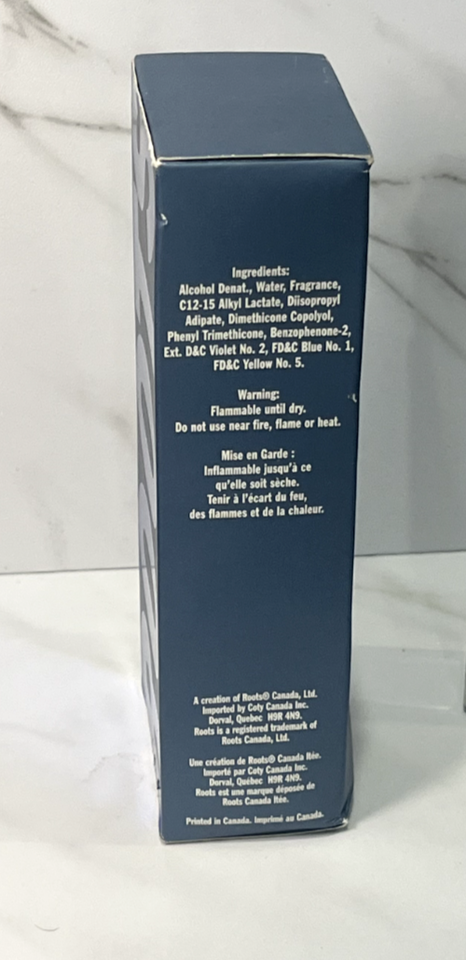 Ingredients:
Alcohol Denat., Water, Fragrance,
C12-15 Alkyl Lactate, Diisopropyl
Adipate, Dimethicone Copolyol,
Phenyl Trimethicone, Benzophenone-2,
Ext. D&C Violet No. 2, FD&C Blue No. 1,
FD&C Yellow No. 5.
Warning:
Flammable until dry.
Do not use near fire, flame or heat.
Mise en Garde :
Inflammable jusqu'à ce
qu'elle soit sèche.
Tenir à l'écart du feu,
des flammes et de la chaleur.
A creation of Roots® Canada, Ltd.
Imported by Coty Canada Inc.
Dorval, Quebec H9R 4N9.
Roots is a registered trademark of
Roots Canada, Ltd.
Une création de Roots® Canada ltée.
Importé par Coty Canada Inc.
Dorval, Québec H9R 4N9.
Roots est une marque déposée de
Roots Canada ltée.
Printed in Canada. Imprimé au Canada.